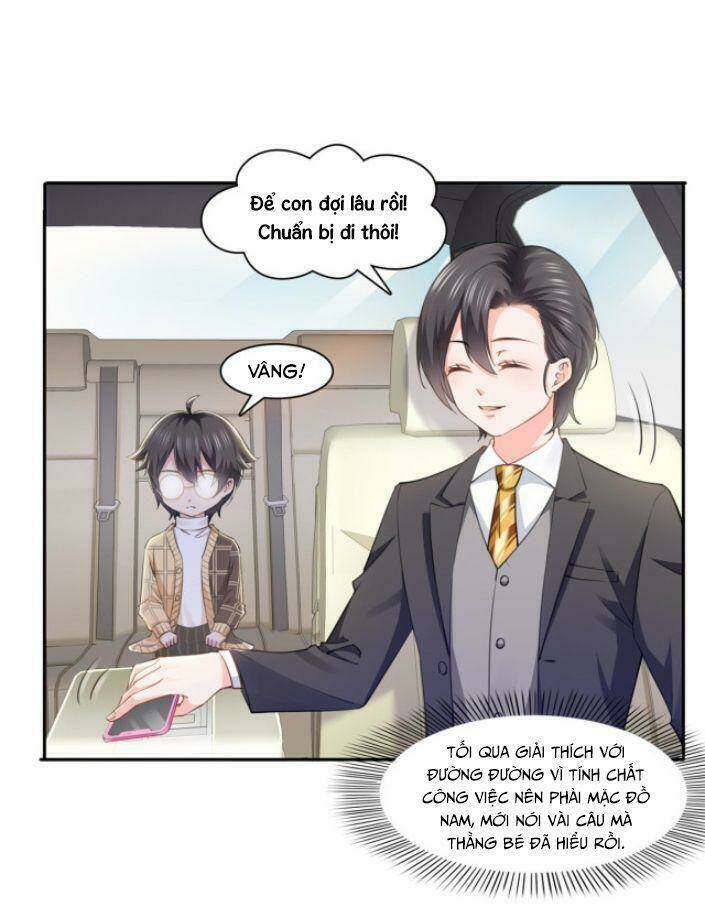 Để con đợi lâu rồi!
Chuẩn bị đi thôi!
VÂNG!
TỐI QUA GIẢI THÍCH VỚI
ĐƯỜNG ĐƯỜNG VÌ TÍNH CHẤT
CÔNG VIỆC NÊN PHẢI MẶC ĐỒ
NAM, MỚI NÓI VÀI CÂU MÀ
THẰNG BÉ ĐÃ HIỂU RỒI.